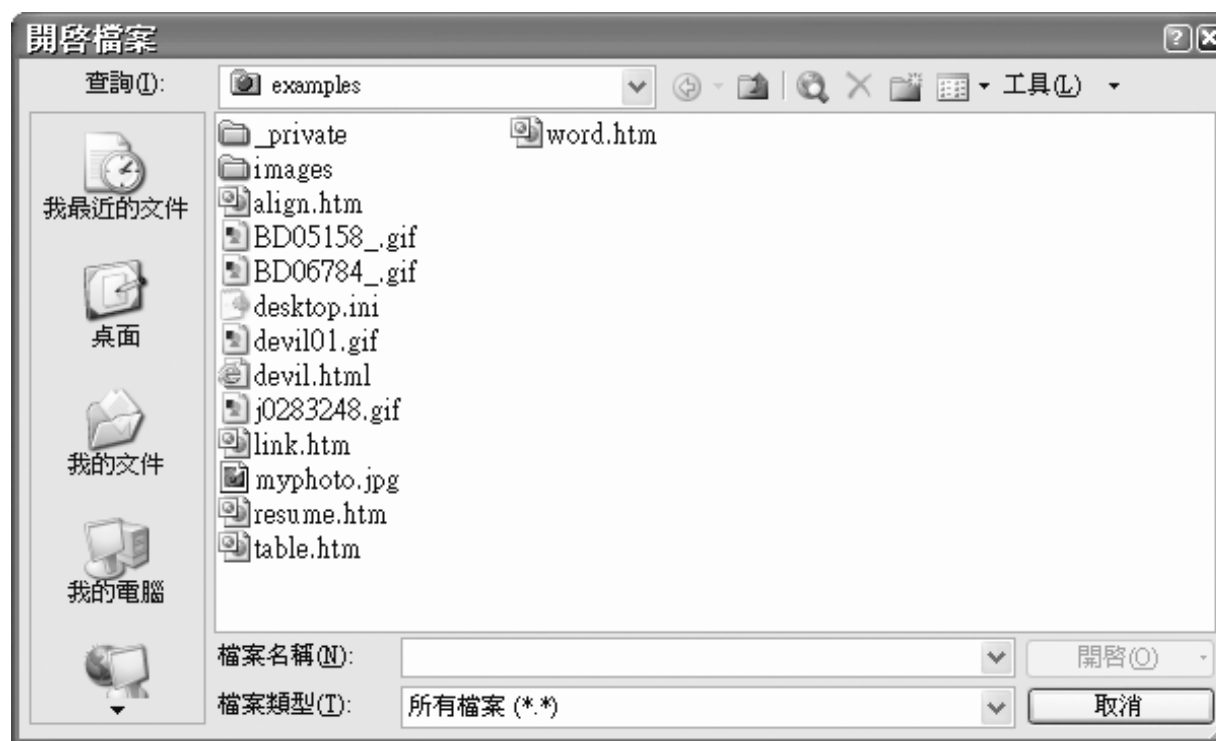 開啓檔案
查詢(I):
examples
工具(L)
我最近的文件
桌面
我的文件
我的電腦
_private
images
align.htm
BD05158_.gif
BD06784_.gif
desktop.ini
devil01.gif
devil.html
j0283248.gif
link.htm
myphoto.jpg
resume.htm
table.htm
word.htm
檔案名稱(N):
開啓(O)
檔案類型(T):
所有檔案 (*.*)
取消